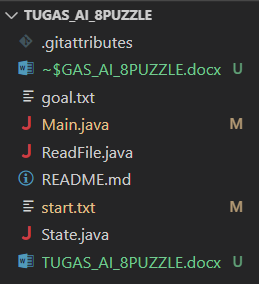 TUGAS_AI_8PUZZLE
.gitattributes
~$GAS_AI_8PUZZLE.docx U
goal.txt
Main.java M
ReadFile.java
README.md
start.txt M
State.java
TUGAS_AI_8PUZZLE.docx U